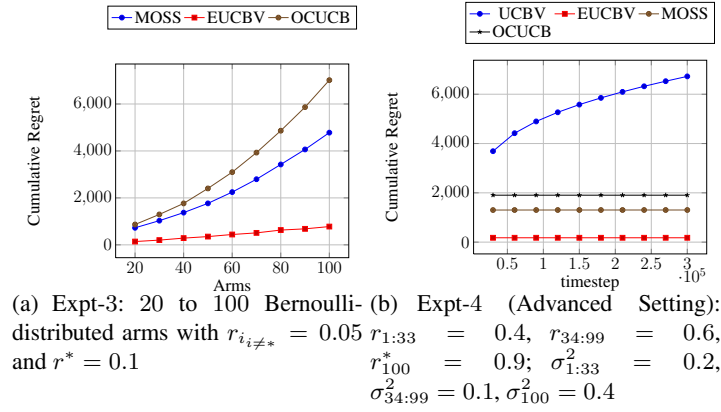 MOSS EUCBV OCUCB
Cumulative Regret
6,000
4,000
2,000
0
20 40 60 80 100
Arms
UCBV EUCBV MOSS
OCUCB
Cumulative Regret
6,000
4,000
2,000
0
0.5 1 1.5 2 2.5 3
timestep
·10^5
(a) Expt-3: 20 to 100 Bernoulli-
distributed arms with r_{i_{i≠*}} = 0.05
and r^* = 0.1
(b) Expt-4 (Advanced Setting):
r_{1:33} = 0.4, r_{34:99} = 0.6,
r^*_{100} = 0.9; σ^2_{1:33} = 0.2,
σ^2_{34:99} = 0.1, σ^2_{100} = 0.4